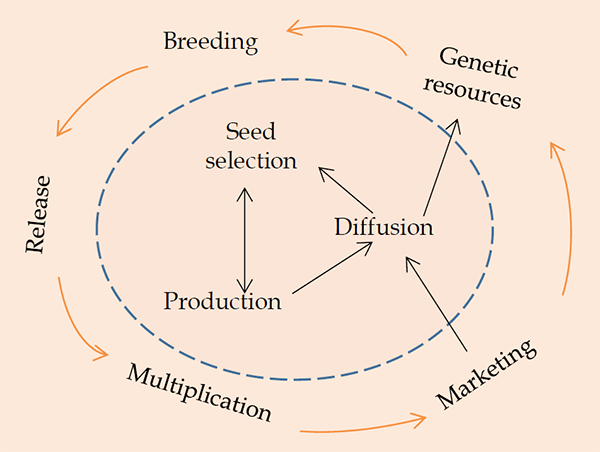 Breeding
Genetic
resources
Seed
selection
Release
Diffusion
Production
Multiplication
Marketing